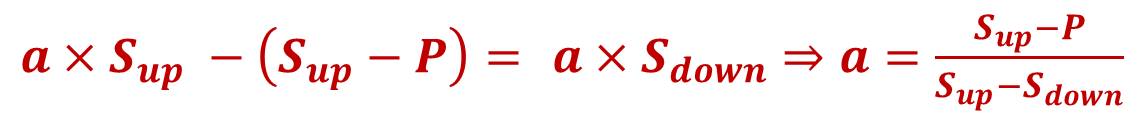 a × S_up − (S_up − P) = a × S_down ⇒ a = (S_up − P) / (S_up − S_down)